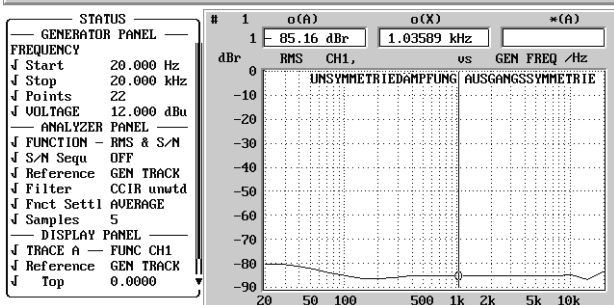 STATUS
GENERATOR PANEL
FREQUENCY
Start 20.000 Hz
Stop 20.000 kHz
Points 22
VOLTAGE 12.000 dBu
ANALYZER PANEL
FUNCTION - RMS & S/N
S/N Sequ OFF
Reference GEN TRACK
Filter CCIR unwtd
Fnct Settl AVERAGE
Samples 5
DISPLAY PANEL
TRACE A — FUNC CH1
Reference GEN TRACK
Top 0.0000
# 1 o(A) o(X) *(A)
1 - 85.16 dBr 1.03589 kHz
dBr RMS CH1, vs GEN FREQ /Hz
UNSYMMETRIEDÄMPFUNG AUSGANGSSYMMETRIE
0
-10
-20
-30
-40
-50
-60
-70
-80
-90
20 50 100 500 1k 2k 5k 10k